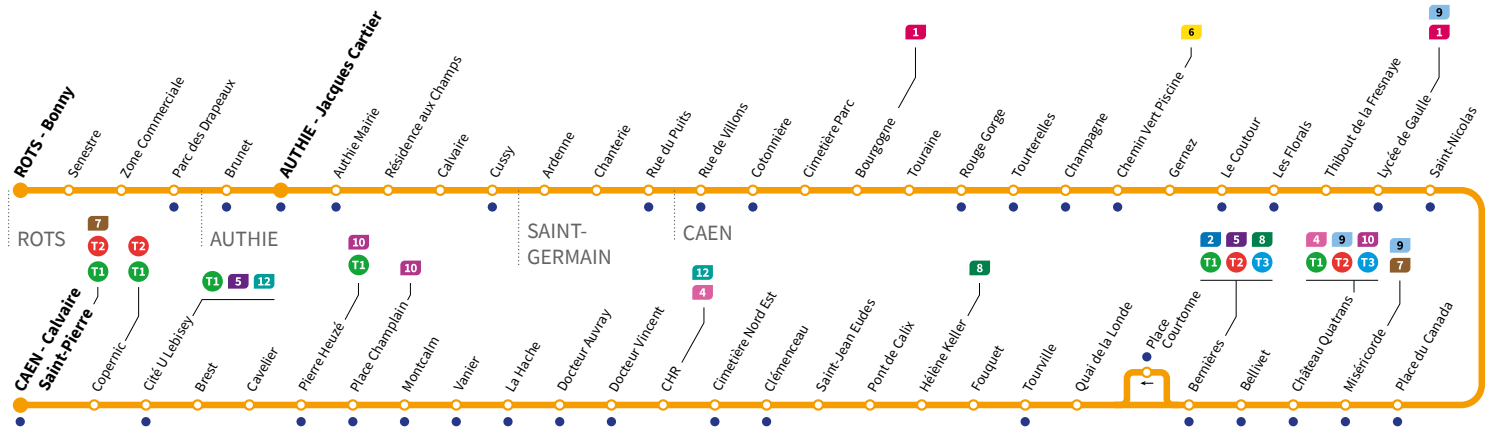 ROTS - Bonny
Senestre
Zone Commerciale
Parc des Drapeaux
Brunet
AUTHIE - Jacques Cartier
Authie Mairie
Résidence aux Champs
Calvaire
Cussy
Ardenne
Chanterie
Rue du Puits
Rue de Villons
Cotonnière
Cimetière Parc
Bourgogne
1
Touraine
Rouge Gorge
Tourterelles
Champagne
Chemin Vert Piscine
6
Gernez
Le Coutour
Les Florals
Thibout de la Fresnaye
Lycée de Gaulle
9
1
Saint-Nicolas
ROTS
AUTHIE
SAINT-
GERMAIN
CAEN
CAEN - Calvaire
Saint-Pierre
7
T2
T1
Copernic
T2
T1
Cité U Lebisey
T1 5 12
Brest
Cavelier
Pierre Heuzé
10
T1
Place Champlain
10
Montcalm
Vanier
La Hache
Docteur Auvray
Docteur Vincent
CHR
12
4
Cimetière Nord Est
Clémenceau
Saint-Jean Eudes
Pont de Calix
Hélène Keller
8
Fouquet
Tourville
Quai de la Londe
Place
Courtonne
Bernières
2 5 8
T1 T2 T3
Bellivet
Château Quatrans
4 9 10
T1 T2 T3
Miséricorde
9
7
Place du Canada